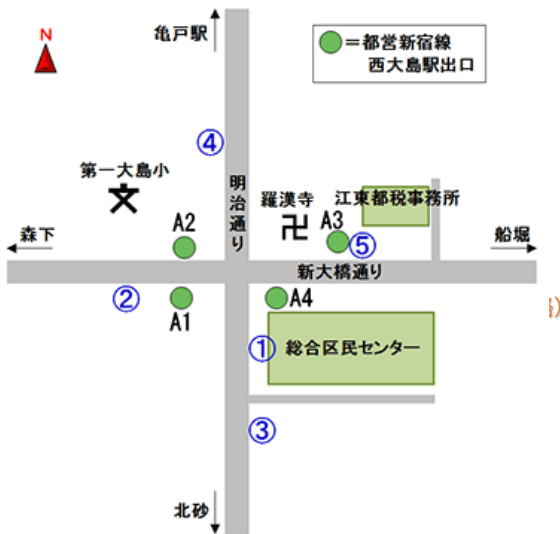 亀戸駅
N
=都営新宿線
西大島駅出口
④
第一大島小
明治通り
羅漢寺
江東都税事務所
A2
A3
⑤
森下
船堀
新大橋通り
②
A1
A4
①
総合区民センター
③
北砂